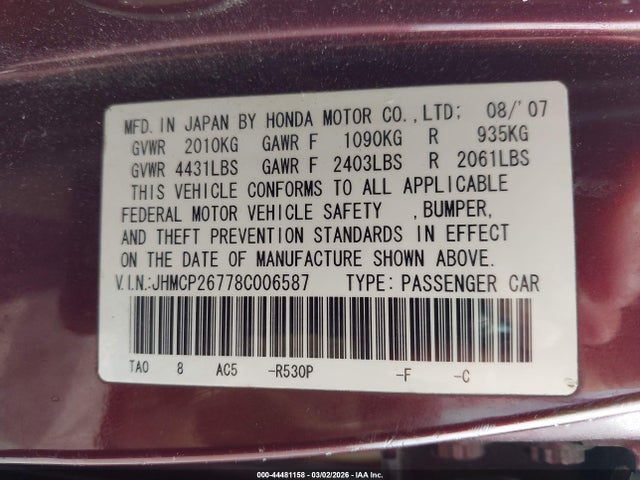 MFD. IN JAPAN BY HONDA MOTOR CO.,LTD; 08/'07
GVWR 2010KG GAWR F 1090KG R 935KG
GVWR 4431LBS GAWR F 2403LBS R 2061LBS
THIS VEHICLE CONFORMS TO ALL APPLICABLE
FEDERAL MOTOR VEHICLE SAFETY ,BUMPER,
AND THEFT PREVENTION STANDARDS IN EFFECT
ON THE DATE OF MANUFACTURE SHOWN ABOVE.
V.I.N:JHMCP26778C006587 TYPE: PASSENGER CAR
TA0 8 AC5 -R530P -F -C
000-44481158 - 03/02/2026 - IAA Inc.